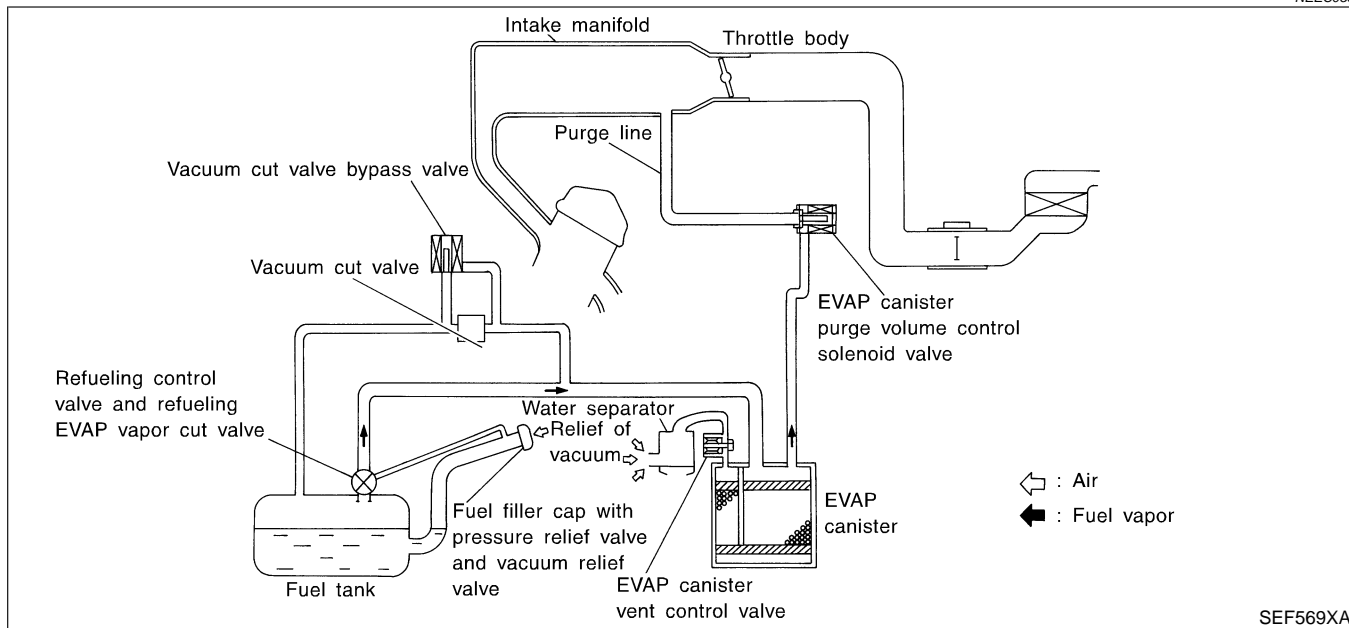 Intake manifold
Throttle body
Purge line
Vacuum cut valve bypass valve
Vacuum cut valve
EVAP canister
purge volume control
solenoid valve
Refueling control
valve and refueling
EVAP vapor cut valve
Water separator
Relief of
vacuum
Fuel filler cap with
pressure relief valve
and vacuum relief
valve
EVAP
canister
: Air
: Fuel vapor
Fuel tank
EVAP canister
vent control valve
SEF569XA